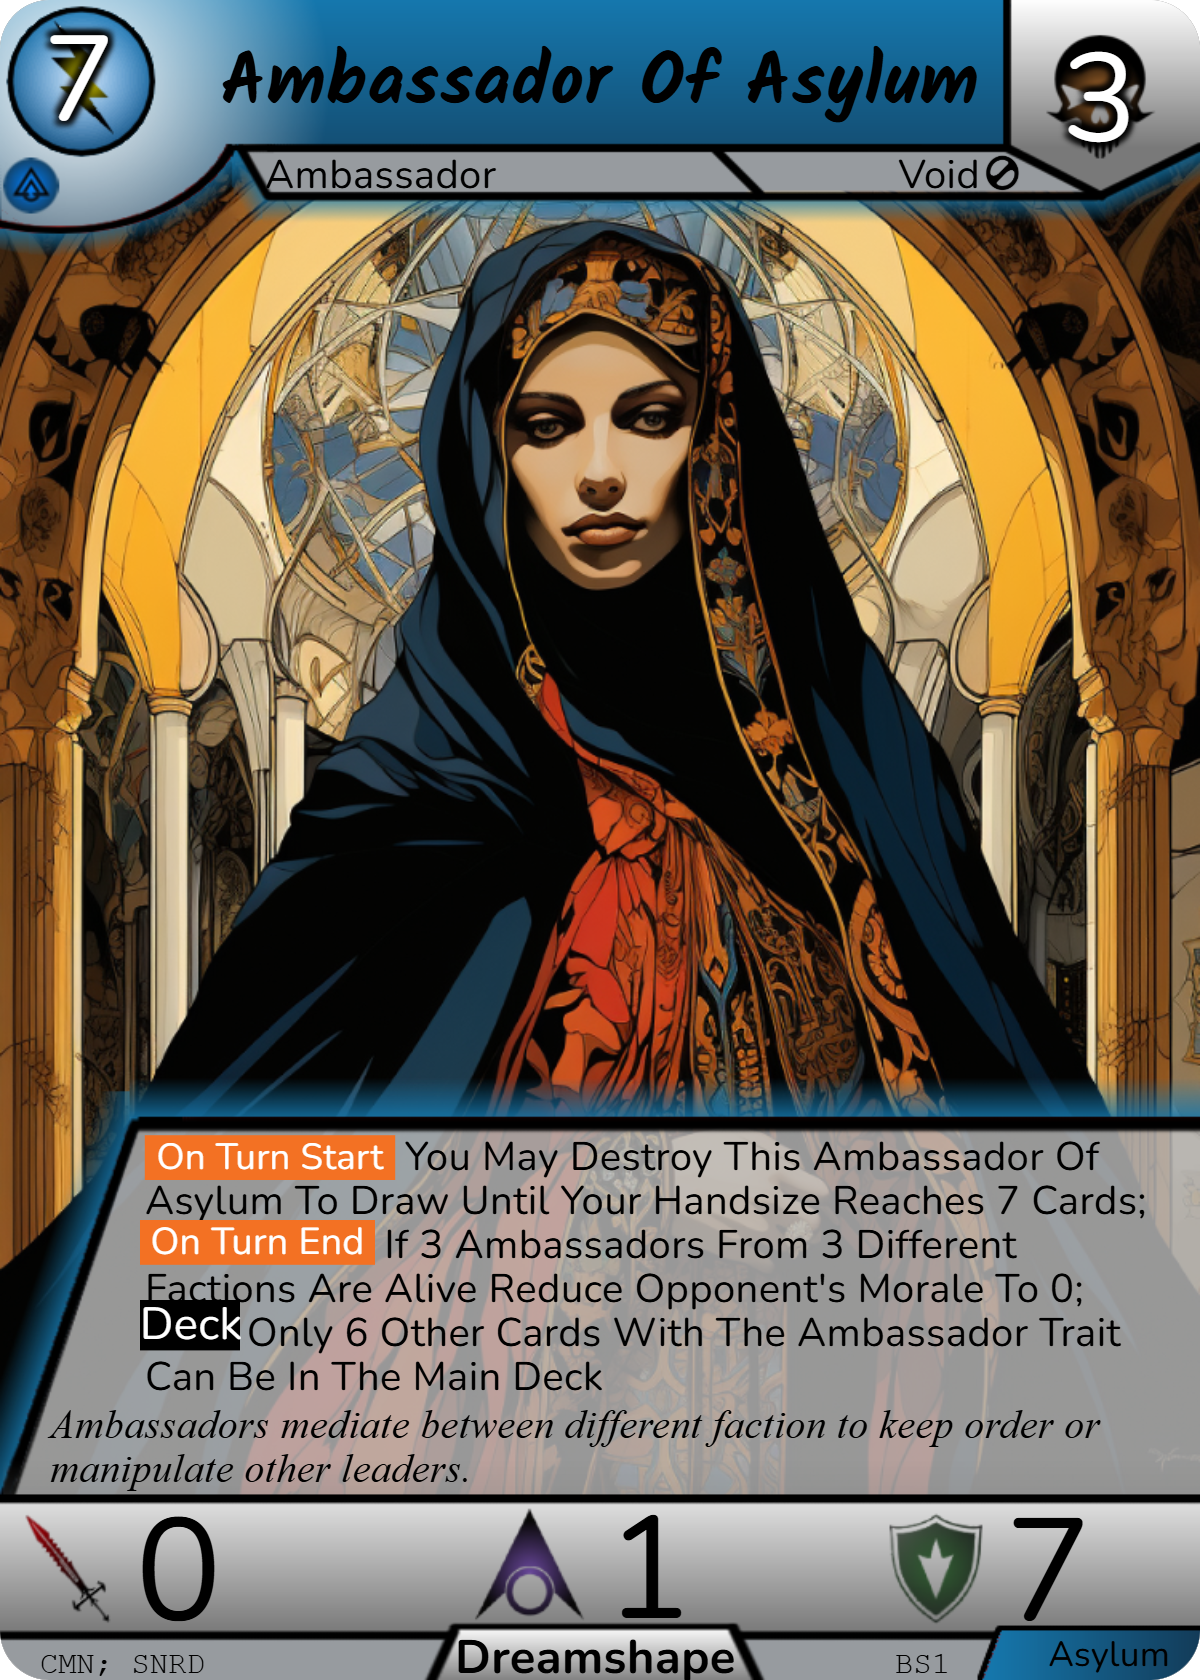 7
Ambassador Of Asylum
3
Ambassador
Void
On Turn Start You May Destroy This Ambassador Of
Asylum To Draw Until Your Handsize Reaches 7 Cards;
On Turn End If 3 Ambassadors From 3 Different
Factions Are Alive Reduce Opponent's Morale To 0;
Deck Only 6 Other Cards With The Ambassador Trait
Can Be In The Main Deck
Ambassadors mediate between different faction to keep order or
manipulate other leaders.
0
1
7
CMN; SNRD
Dreamshape
BS1
Asylum